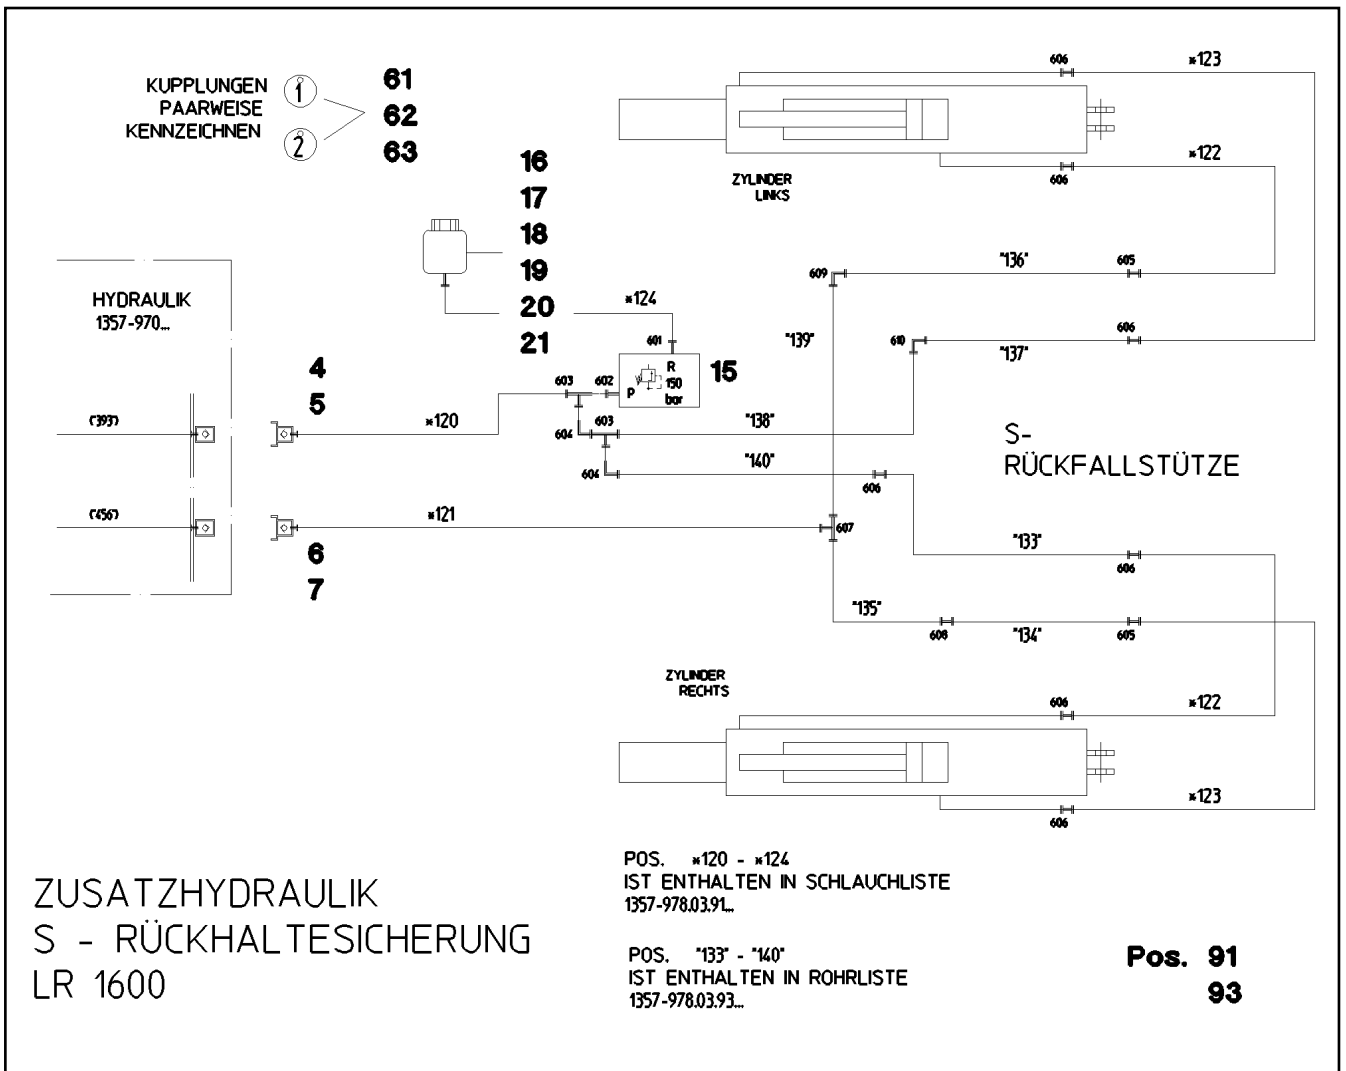 KUPPLUNGEN
PAARWEISE
KENNZEICHNEN
1
2
61
62
63
16
17
18
19
20
21
606
*123
*122
606
ZYLINDER
LINKS
HYDRAULIK
1357-970...
("393")
("456")
4
5
*120
*121
6
7
*124
601
R
P
150
bar
15
603
602
604
603
604
"138"
"140"
606
607
609
"136"
605
"139"
610
"137"
606
S-
RÜCKFALLSTÜTZE
"133"
606
"135"
608
"134"
605
ZYLINDER
RECHTS
606
*122
*123
606
ZUSATZHYDRAULIK
S - RÜCKHALTESICHERUNG
LR 1600
POS. *120 - *124
IST ENTHALTEN IN SCHLAUCHLISTE
1357-978.03.91...
POS. "133" - "140"
IST ENTHALTEN IN ROHRLISTE
1357-978.03.93...
Pos. 91
93